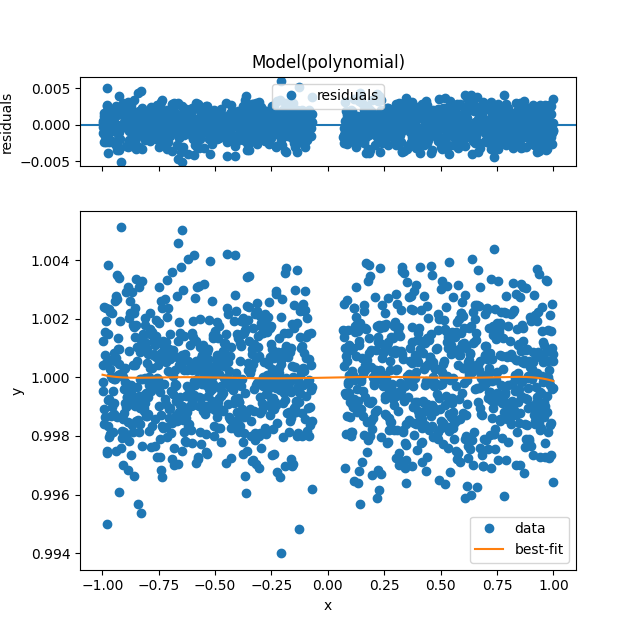 Model(polynomial)
residuals
0.005
0.000
−0.005
residuals
y
1.004
1.002
1.000
0.998
0.996
0.994
data
best-fit
−1.00 −0.75 −0.50 −0.25 0.00 0.25 0.50 0.75 1.00
x